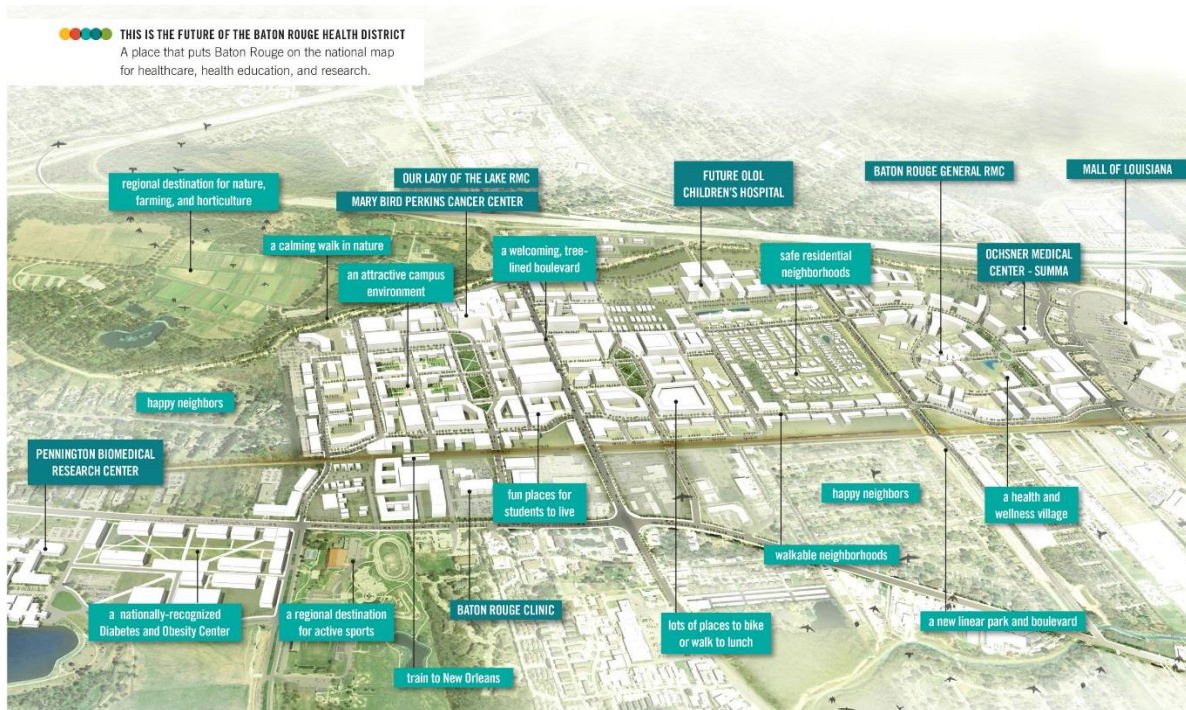 THIS IS THE FUTURE OF THE BATON ROUGE HEALTH DISTRICT
A place that puts Baton Rouge on the national map
for healthcare, health education, and research.
regional destination for nature,
farming, and horticulture
OUR LADY OF THE LAKE RMC
MARY BIRD PERKINS CANCER CENTER
FUTURE OLOL
CHILDREN'S HOSPITAL
BATON ROUGE GENERAL RMC
MALL OF LOUISIANA
a calming walk in nature
an attractive campus
environment
a welcoming, tree-
lined boulevard
safe residential
neighborhoods
OCHSNER MEDICAL
CENTER - SUMMA
happy neighbors
PENNINGTON BIOMEDICAL
RESEARCH CENTER
fun places for
students to live
happy neighbors
a health and
wellness village
walkable neighborhoods
a nationally-recognized
Diabetes and Obesity Center
a regional destination
for active sports
BATON ROUGE CLINIC
lots of places to bike
or walk to lunch
a new linear park and boulevard
train to New Orleans